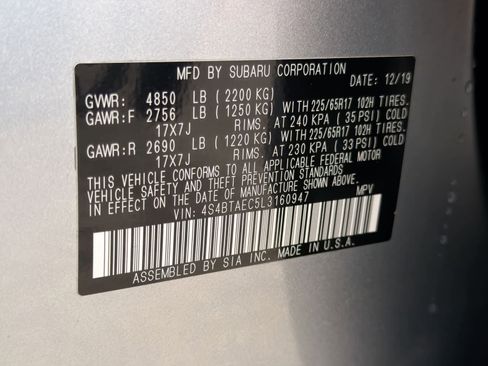 MFD BY SUBARU CORPORATION
DATE: 12/19
GVWR: 4850 LB (2200 KG)
GAWR:F 2756 LB (1250 KG) WITH 225/65R17 102H TIRES.
17X7J RIMS. AT 240 KPA (35 PSI) COLD
GAWR:R 2690 LB (1220 KG) WITH 225/65R17 102H TIRES.
17X7J RIMS. AT 230 KPA (33 PSI) COLD
THIS VEHICLE CONFORMS TO ALL APPLICABLE FEDERAL MOTOR
VEHICLE SAFETY AND THEFT PREVENTION STANDARDS IN EFFECT
ON THE DATE OF MANUFACTURE SHOWN ABOVE.
VIN: 4S4BTAEC5L3160947 MPV
ASSEMBLED BY SIA INC. MADE IN U.S.A.